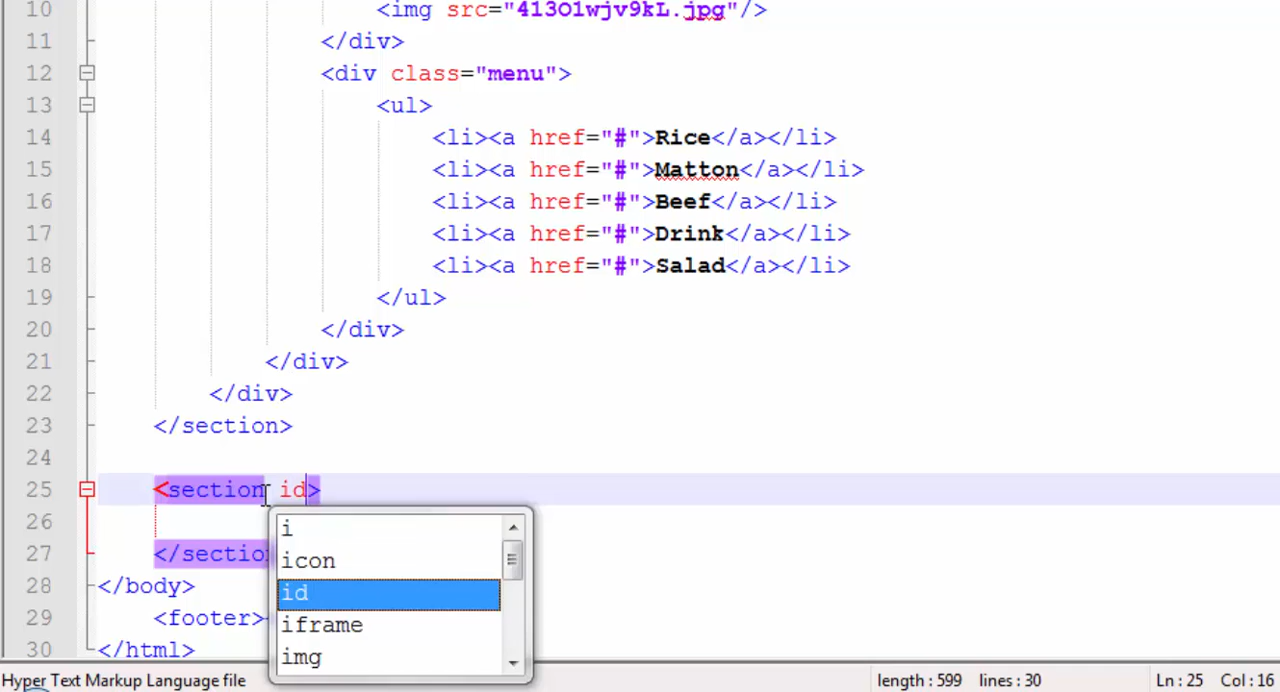 10 <img src="413O1wjv9kL.jpg"/>
11 </div>
12 <div class="menu">
13 <ul>
14 <li><a href="#">Rice</a></li>
15 <li><a href="#">Matton</a></li>
16 <li><a href="#">Beef</a></li>
17 <li><a href="#">Drink</a></li>
18 <li><a href="#">Salad</a></li>
19 </ul>
20 </div>
21 </div>
22 </div>
23 </section>
24
25 <section id>
26
27 </section
28 </body>
29 <footer>
30 </html>
i
icon
id
iframe
img
Hyper Text Markup Language file length : 599 lines : 30 Ln : 25 Col : 16